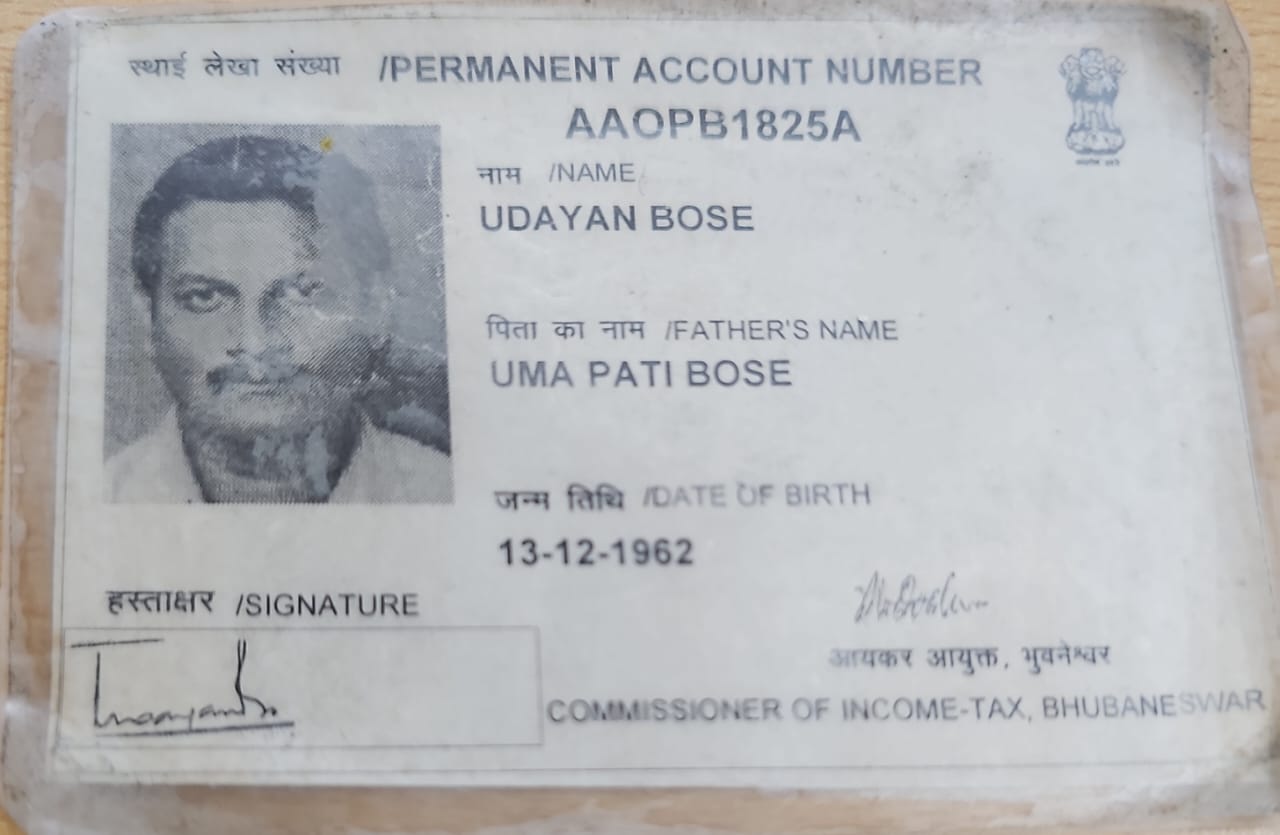 स्थाई लेखा संख्या /PERMANENT ACCOUNT NUMBER
AAOPB1825A
नाम /NAME
UDAYAN BOSE
पिता का नाम /FATHER'S NAME
UMA PATI BOSE
जन्म तिथि /DATE OF BIRTH
13-12-1962
हस्ताक्षर /SIGNATURE
आयकर आयुक्त, भुवनेश्वर
COMMISSIONER OF INCOME-TAX, BHUBANESWAR